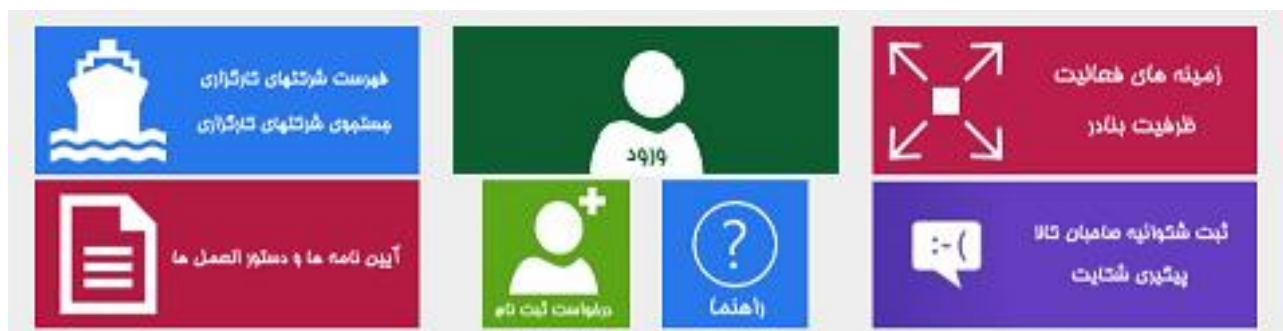 زمینه های فعالیت
ظرفیت بنادر
ورود
فهرست شرکتهای کارگزاری
جستجوی شرکتهای کارگزاری
ثبت شکوائیه صاحبان کالا
پیگیری شکایت
:-)
راهنما
?
درخواست ثبت نام
آیین نامه ها و دستور العمل ها